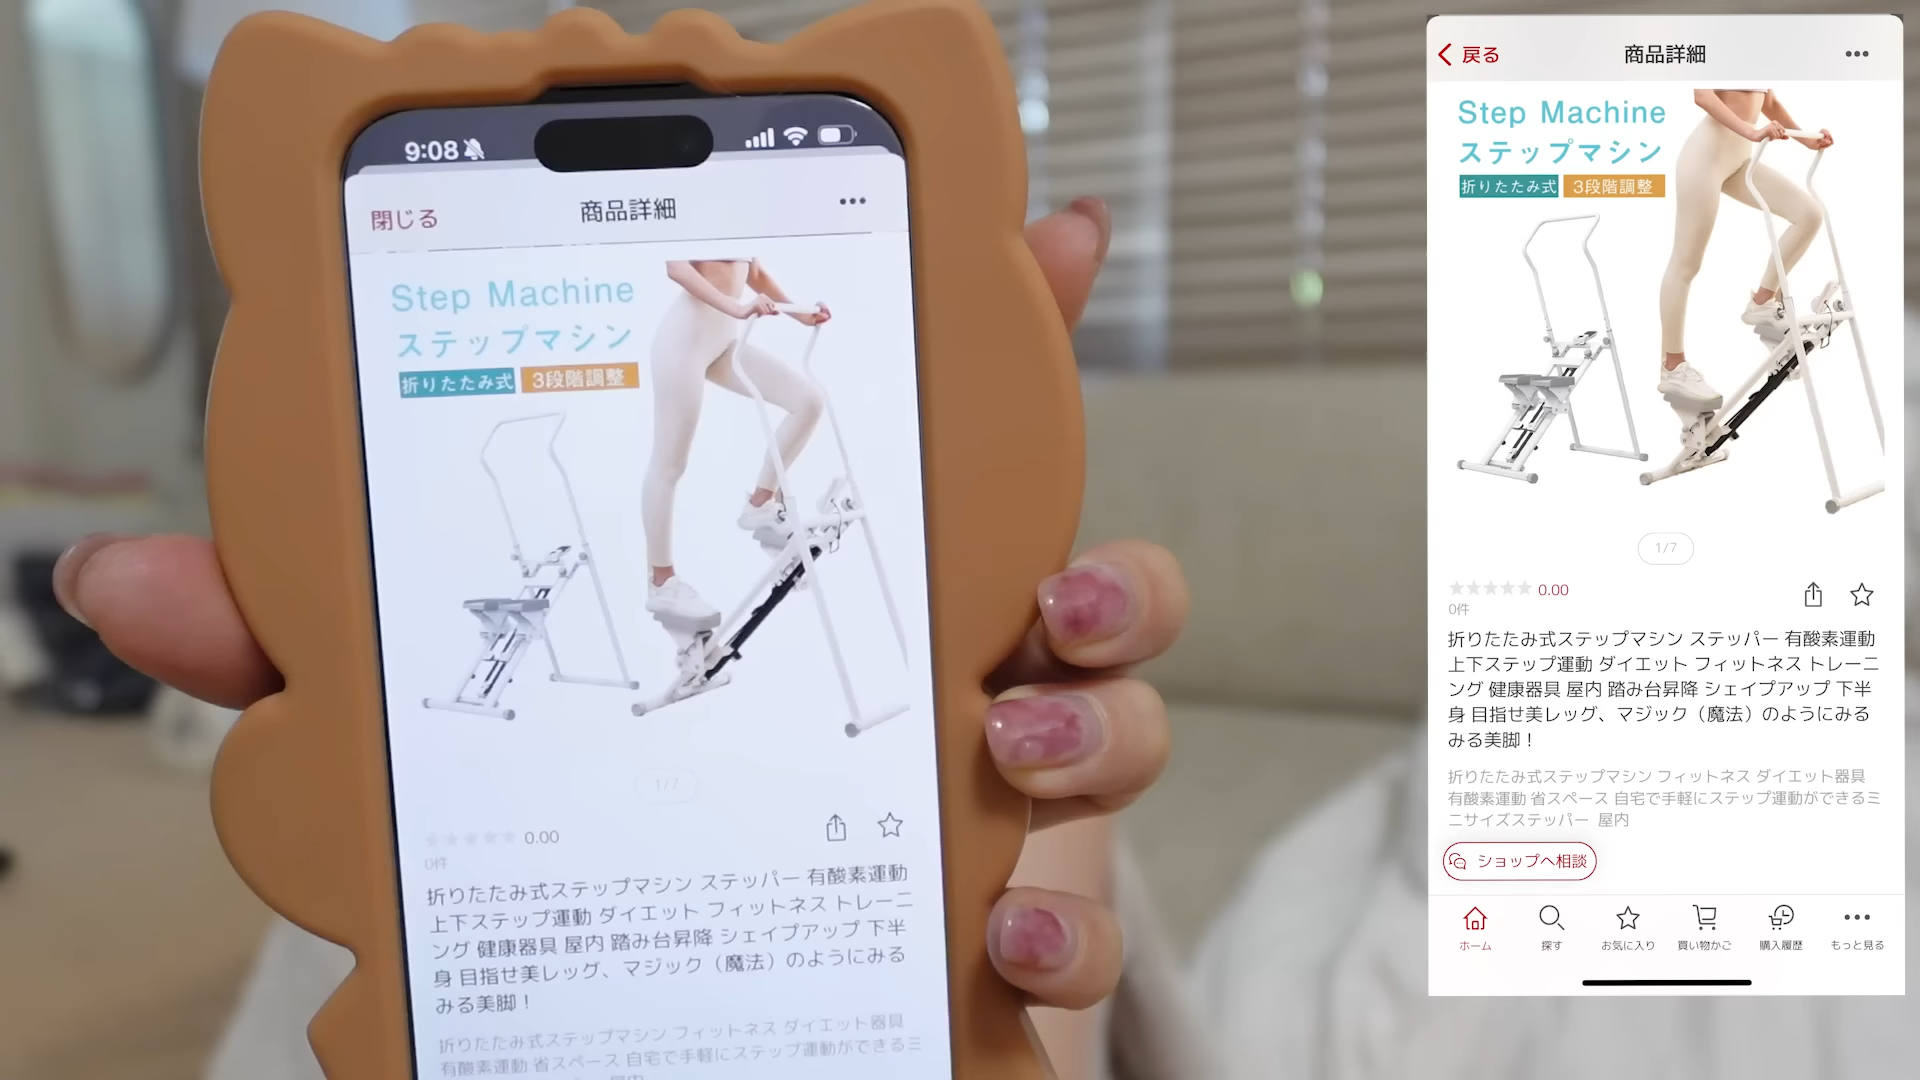 9:08
閉じる
商品詳細
Step Machine
ステップマシン
折りたたみ式
3段階調整
1/7
0.00
0件
折りたたみ式ステップマシン ステッパー 有酸素運動
上下ステップ運動 ダイエット フィットネス トレーニ
ング 健康器具 屋内 踏み台昇降 シェイプアップ 下半
身 目指せ美レッグ、マジック（魔法）のようにみる
みる美脚！
折りたたみ式ステップマシン フィットネス ダイエット器具
有酸素運動 省スペース 自宅で手軽にステップ運動ができるミ
戻る
商品詳細
Step Machine
ステップマシン
折りたたみ式
3段階調整
1/7
0.00
0件
折りたたみ式ステップマシン ステッパー 有酸素運動
上下ステップ運動 ダイエット フィットネス トレーニ
ング 健康器具 屋内 踏み台昇降 シェイプアップ 下半
身 目指せ美レッグ、マジック（魔法）のようにみる
みる美脚！
折りたたみ式ステップマシン フィットネス ダイエット器具
有酸素運動 省スペース 自宅で手軽にステップ運動ができるミ
ニサイズステッパー 屋内
ショップへ相談
ホーム
探す
お気に入り
買い物かご
購入履歴
もっと見る